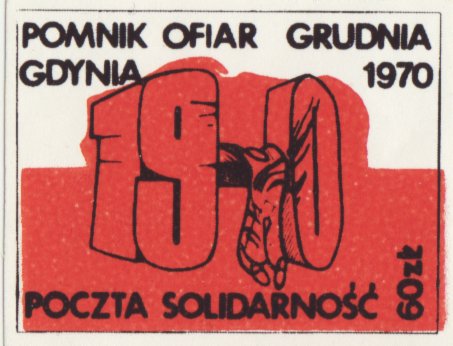 POMNIK OFIAR GRUDNIA
GDYNIA 1970
1970
POCZTA SOLIDARNOŚĆ
60zł